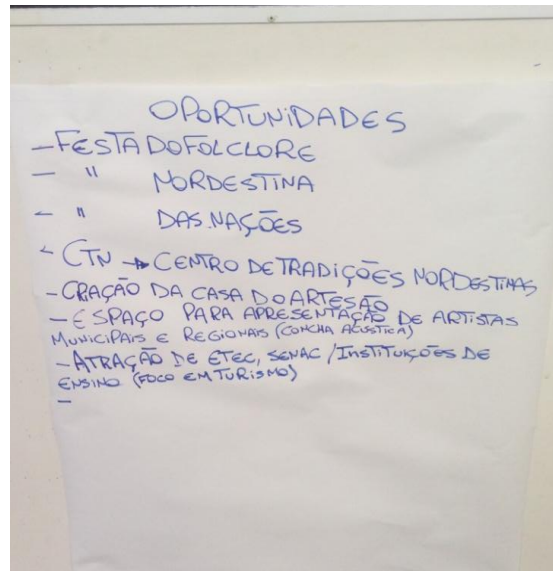 OPORTUNIDADES
- FESTA DO FOLCLORE
- " NORDESTINA
- " DAS NAÇÕES
- CTN → CENTRO DE TRADIÇÕES NORDESTINAS
- CRAÇÃO DA CASA DO ARTESÃO
- ESPAÇO PARA APRESENTAÇÃO DE ARTISTAS
MUNICIPAIS E REGIONAIS (CONCHA ACUSTICA)
- ATRAÇÃO DE ETEC, SENAC / INSTITUIÇÕES DE
ENSINO (FOCO EM TURISMO)
-